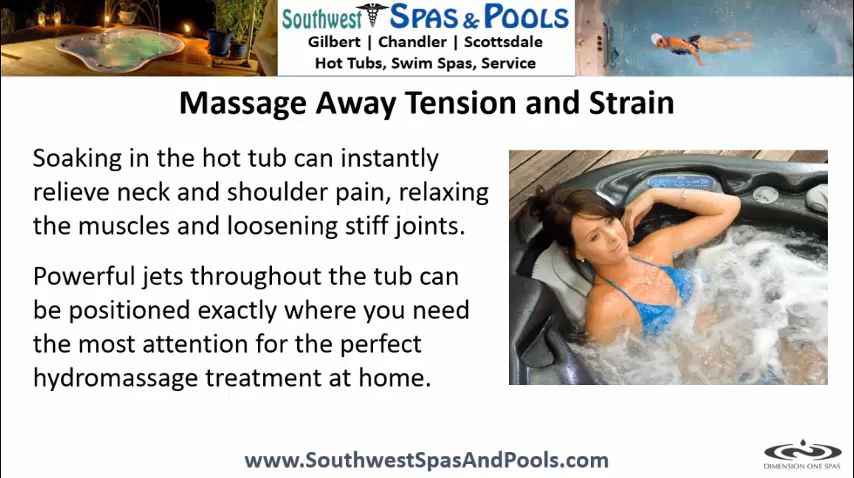 Southwest SPAS & POOLS
Gilbert | Chandler | Scottsdale
Hot Tubs, Swim Spas, Service
Massage Away Tension and Strain
Soaking in the hot tub can instantly
relieve neck and shoulder pain, relaxing
the muscles and loosening stiff joints.
Powerful jets throughout the tub can
be positioned exactly where you need
the most attention for the perfect
hydromassage treatment at home.
www.SouthwestSpasAndPools.com
DIMENSION ONE SPAS